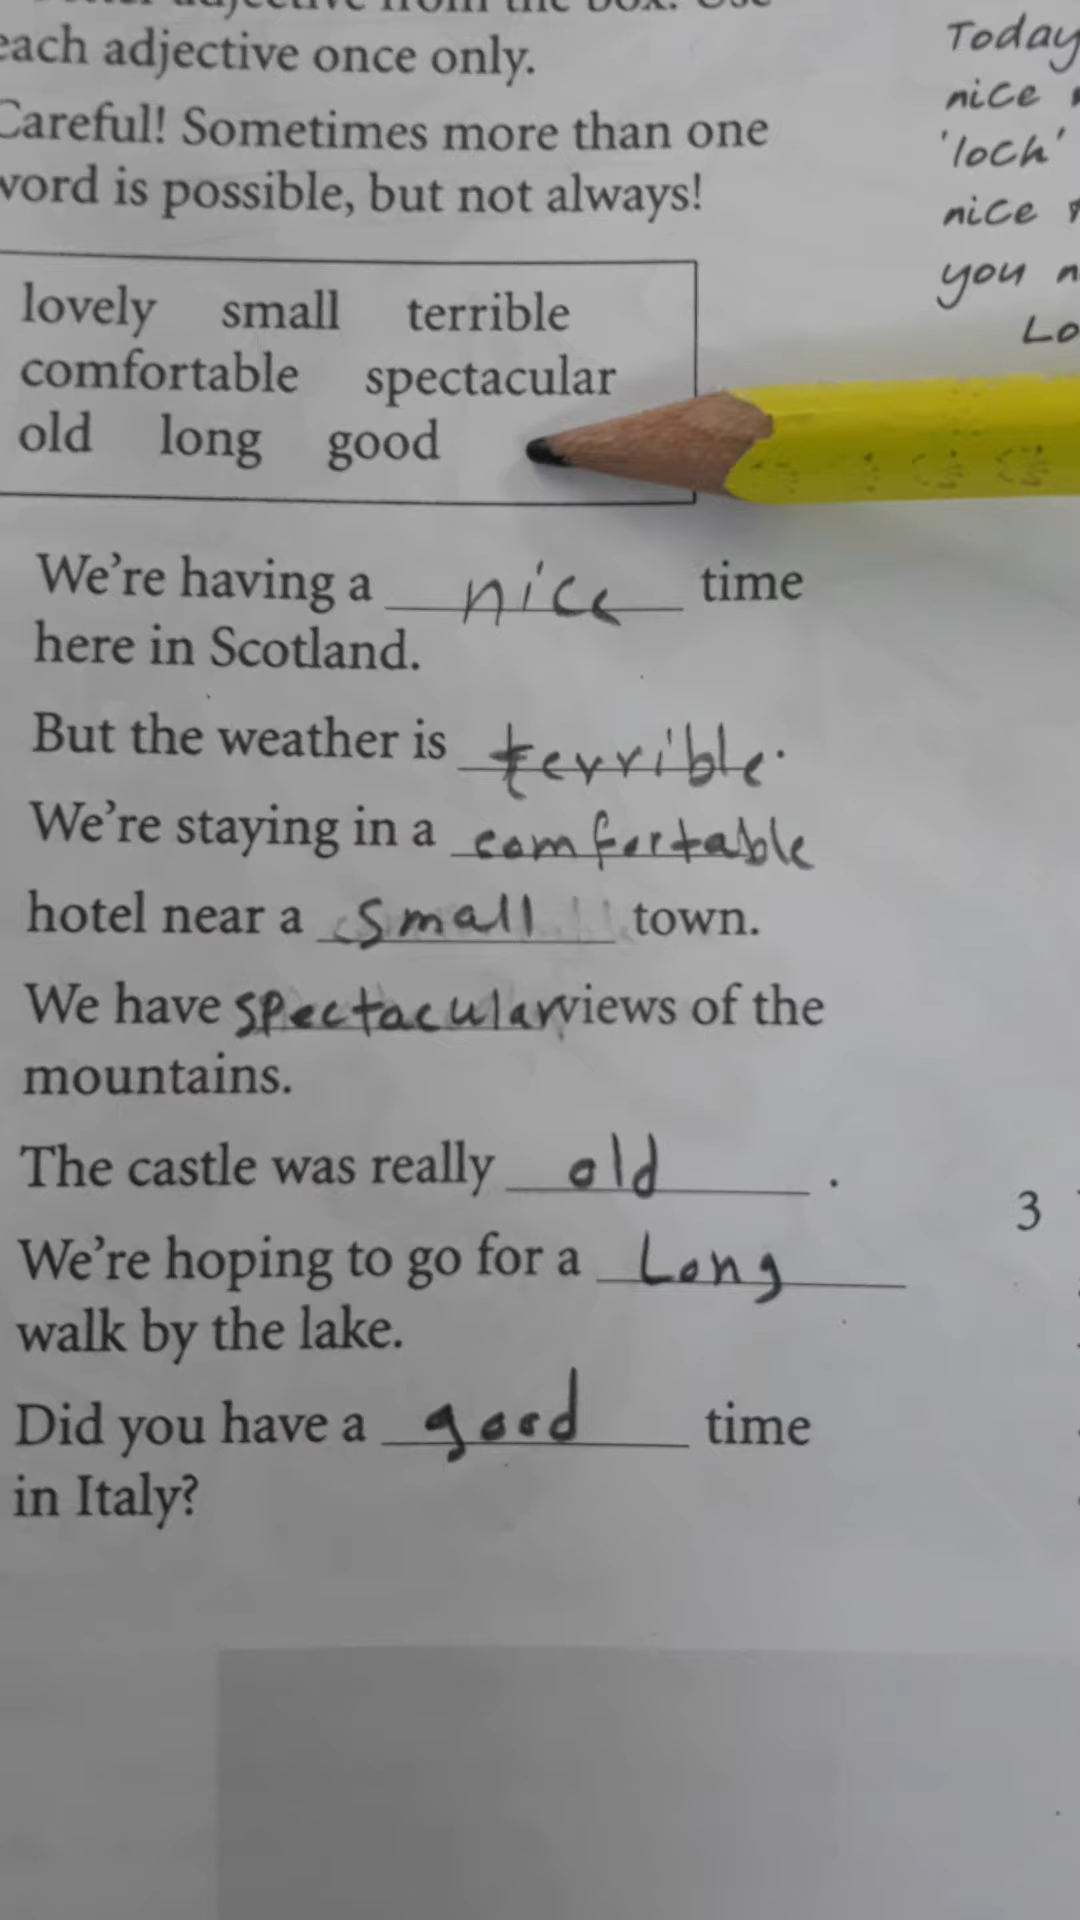 each adjective once only.
Careful! Sometimes more than one
word is possible, but not always!
lovely small terrible
comfortable spectacular
old long good
We're having a nice time
here in Scotland.
But the weather is terrible.
We're staying in a comfortable
hotel near a small town.
We have spectacular views of the
mountains.
The castle was really old .
We're hoping to go for a Long
walk by the lake.
Did you have a good time
in Italy?
Today
nice
'loch'
nice
you
3